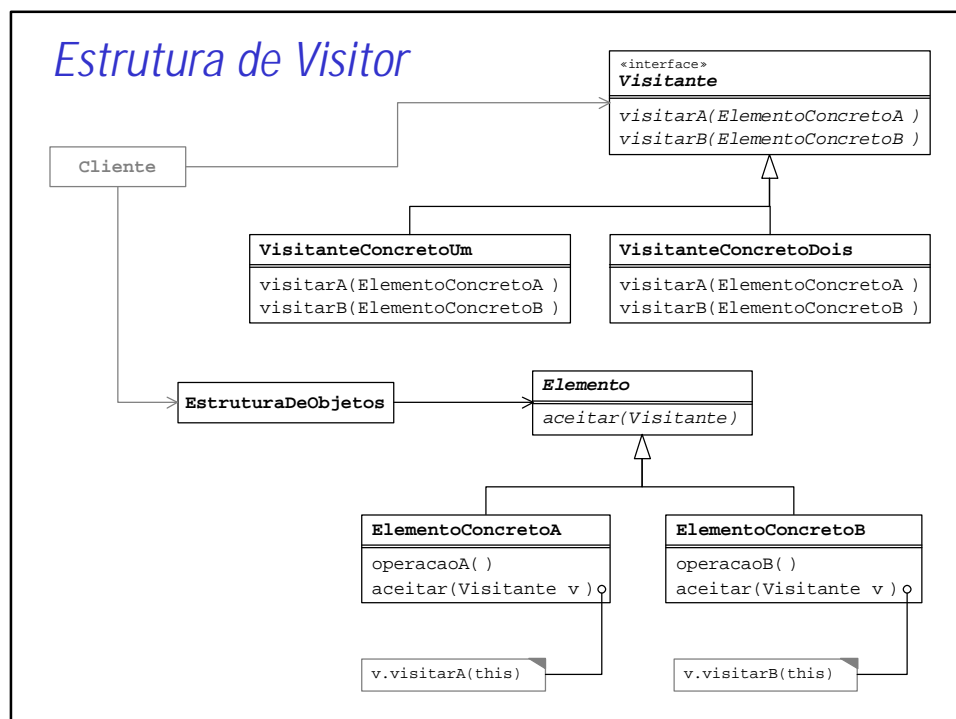 Estrutura de Visitor
«interface»
Visitante
visitarA(ElementoConcretoA )
visitarB(ElementoConcretoB )
Cliente
VisitanteConcretoUm
visitarA(ElementoConcretoA )
visitarB(ElementoConcretoB )
VisitanteConcretoDois
visitarA(ElementoConcretoA )
visitarB(ElementoConcretoB )
EstruturaDeObjetos
Elemento
aceitar(Visitante)
ElementoConcretoA
operacaoA( )
aceitar(Visitante v )
ElementoConcretoB
operacaoB( )
aceitar(Visitante v )
v.visitarA(this)
v.visitarB(this)